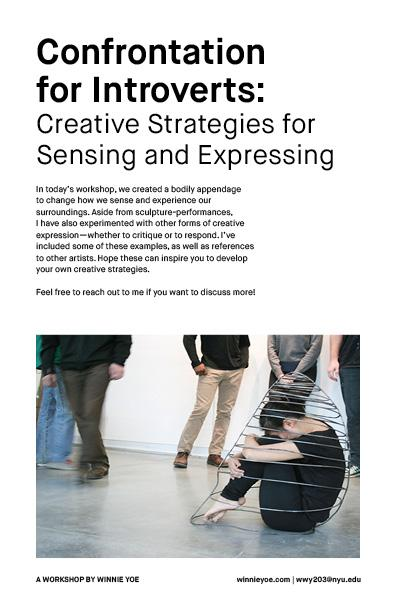 Confrontation
for Introverts:
Creative Strategies for
Sensing and Expressing
In today's workshop, we created a bodily appendage
to change how we sense and experience our
surroundings. Aside from sculpture-performances,
I have also experimented with other forms of creative
expression—whether to critique or to respond. I've
included some of these examples, as well as references
to other artists. Hope these can inspire you to develop
your own creative strategies.
Feel free to reach out to me if you want to discuss more!
A WORKSHOP BY WINNIE YOE
winnieyoe.com | wwy203@nyu.edu